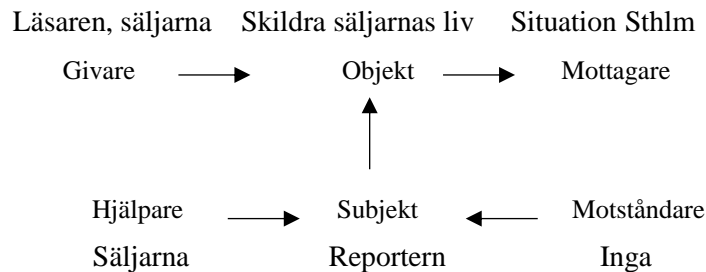 Läsaren, säljarna Skildra säljarnas liv Situation Sthlm
Givare Objekt Mottagare
Hjälpare Subjekt Motståndare
Säljarna Reportern Inga